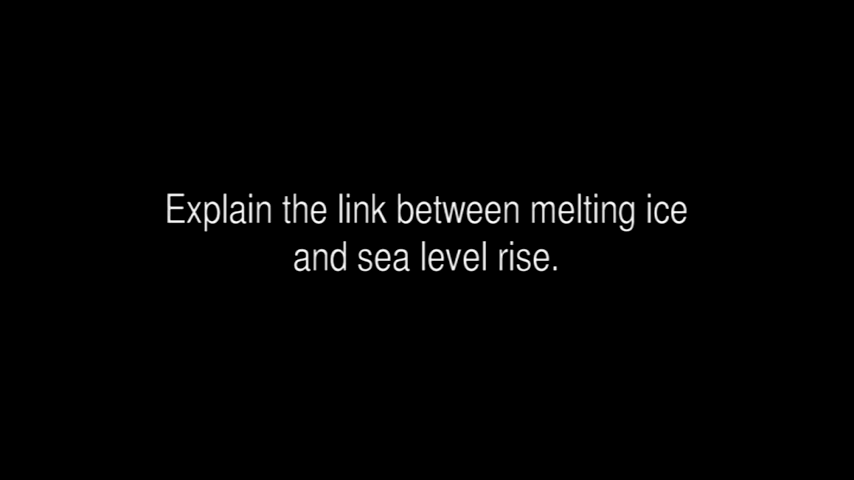 Explain the link between melting ice
and sea level rise.